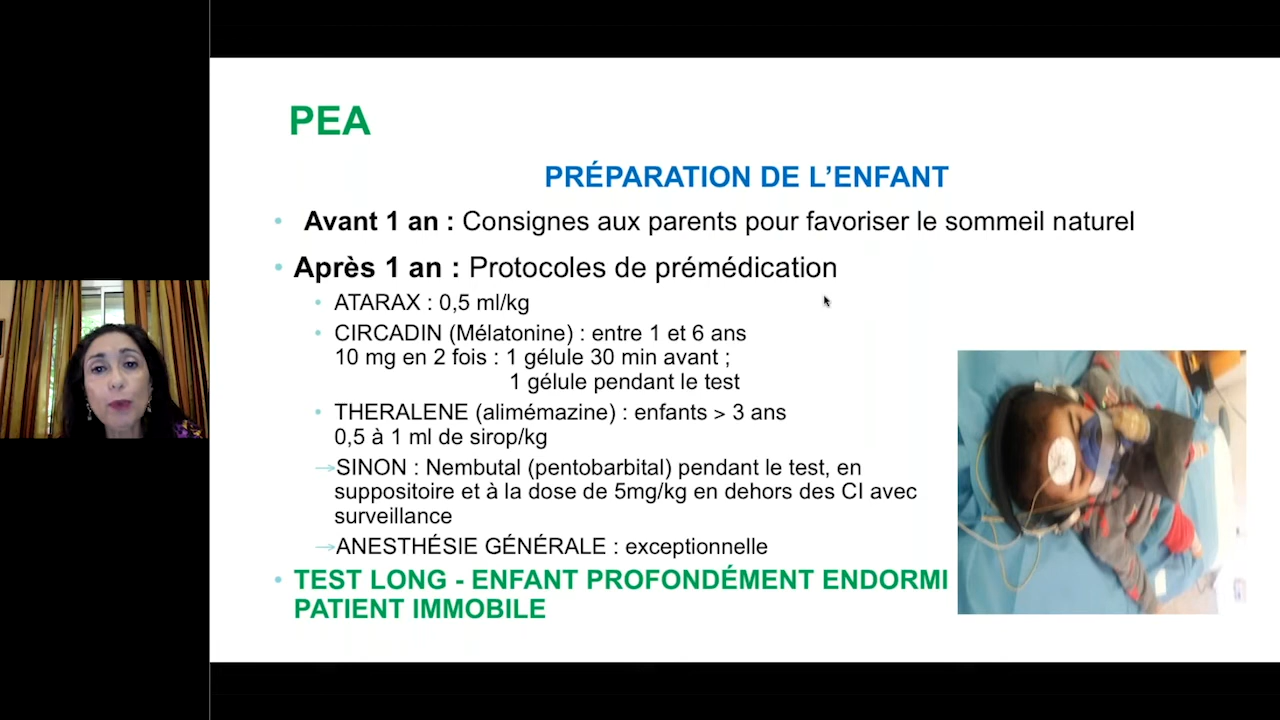 PEA
PRÉPARATION DE L’ENFANT
• Avant 1 an : Consignes aux parents pour favoriser le sommeil naturel
• Après 1 an : Protocoles de prémédication
• ATARAX : 0,5 ml/kg
• CIRCADIN (Mélatonine) : entre 1 et 6 ans
10 mg en 2 fois : 1 gélule 30 min avant ;
1 gélule pendant le test
• THERALENE (alimémazine) : enfants > 3 ans
0,5 à 1 ml de sirop/kg
→SINON : Nembutal (pentobarbital) pendant le test, en
suppositoire et à la dose de 5mg/kg en dehors des CI avec
surveillance
→ANESTHÉSIE GÉNÉRALE : exceptionnelle
• TEST LONG - ENFANT PROFONDÉMENT ENDORMI
PATIENT IMMOBILE